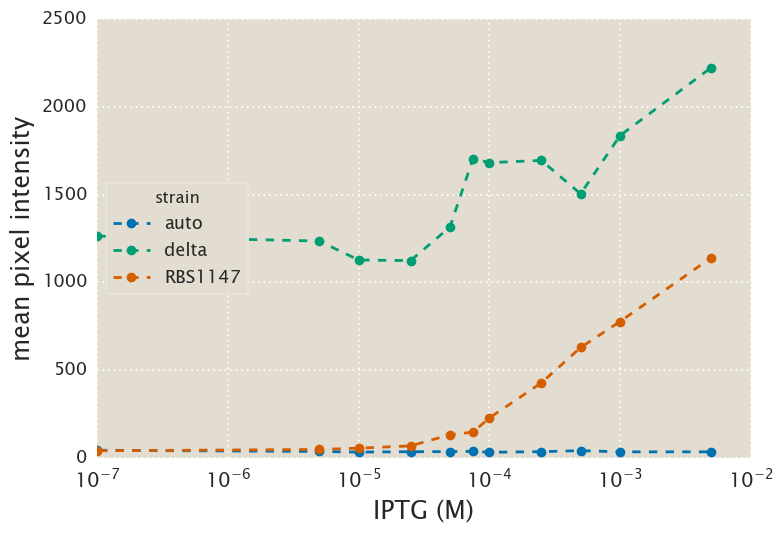 2500
2000
1500
1000
500
0
mean pixel intensity
strain
auto
delta
RBS1147
10⁻⁷ 10⁻⁶ 10⁻⁵ 10⁻⁴ 10⁻³ 10⁻²
IPTG (M)